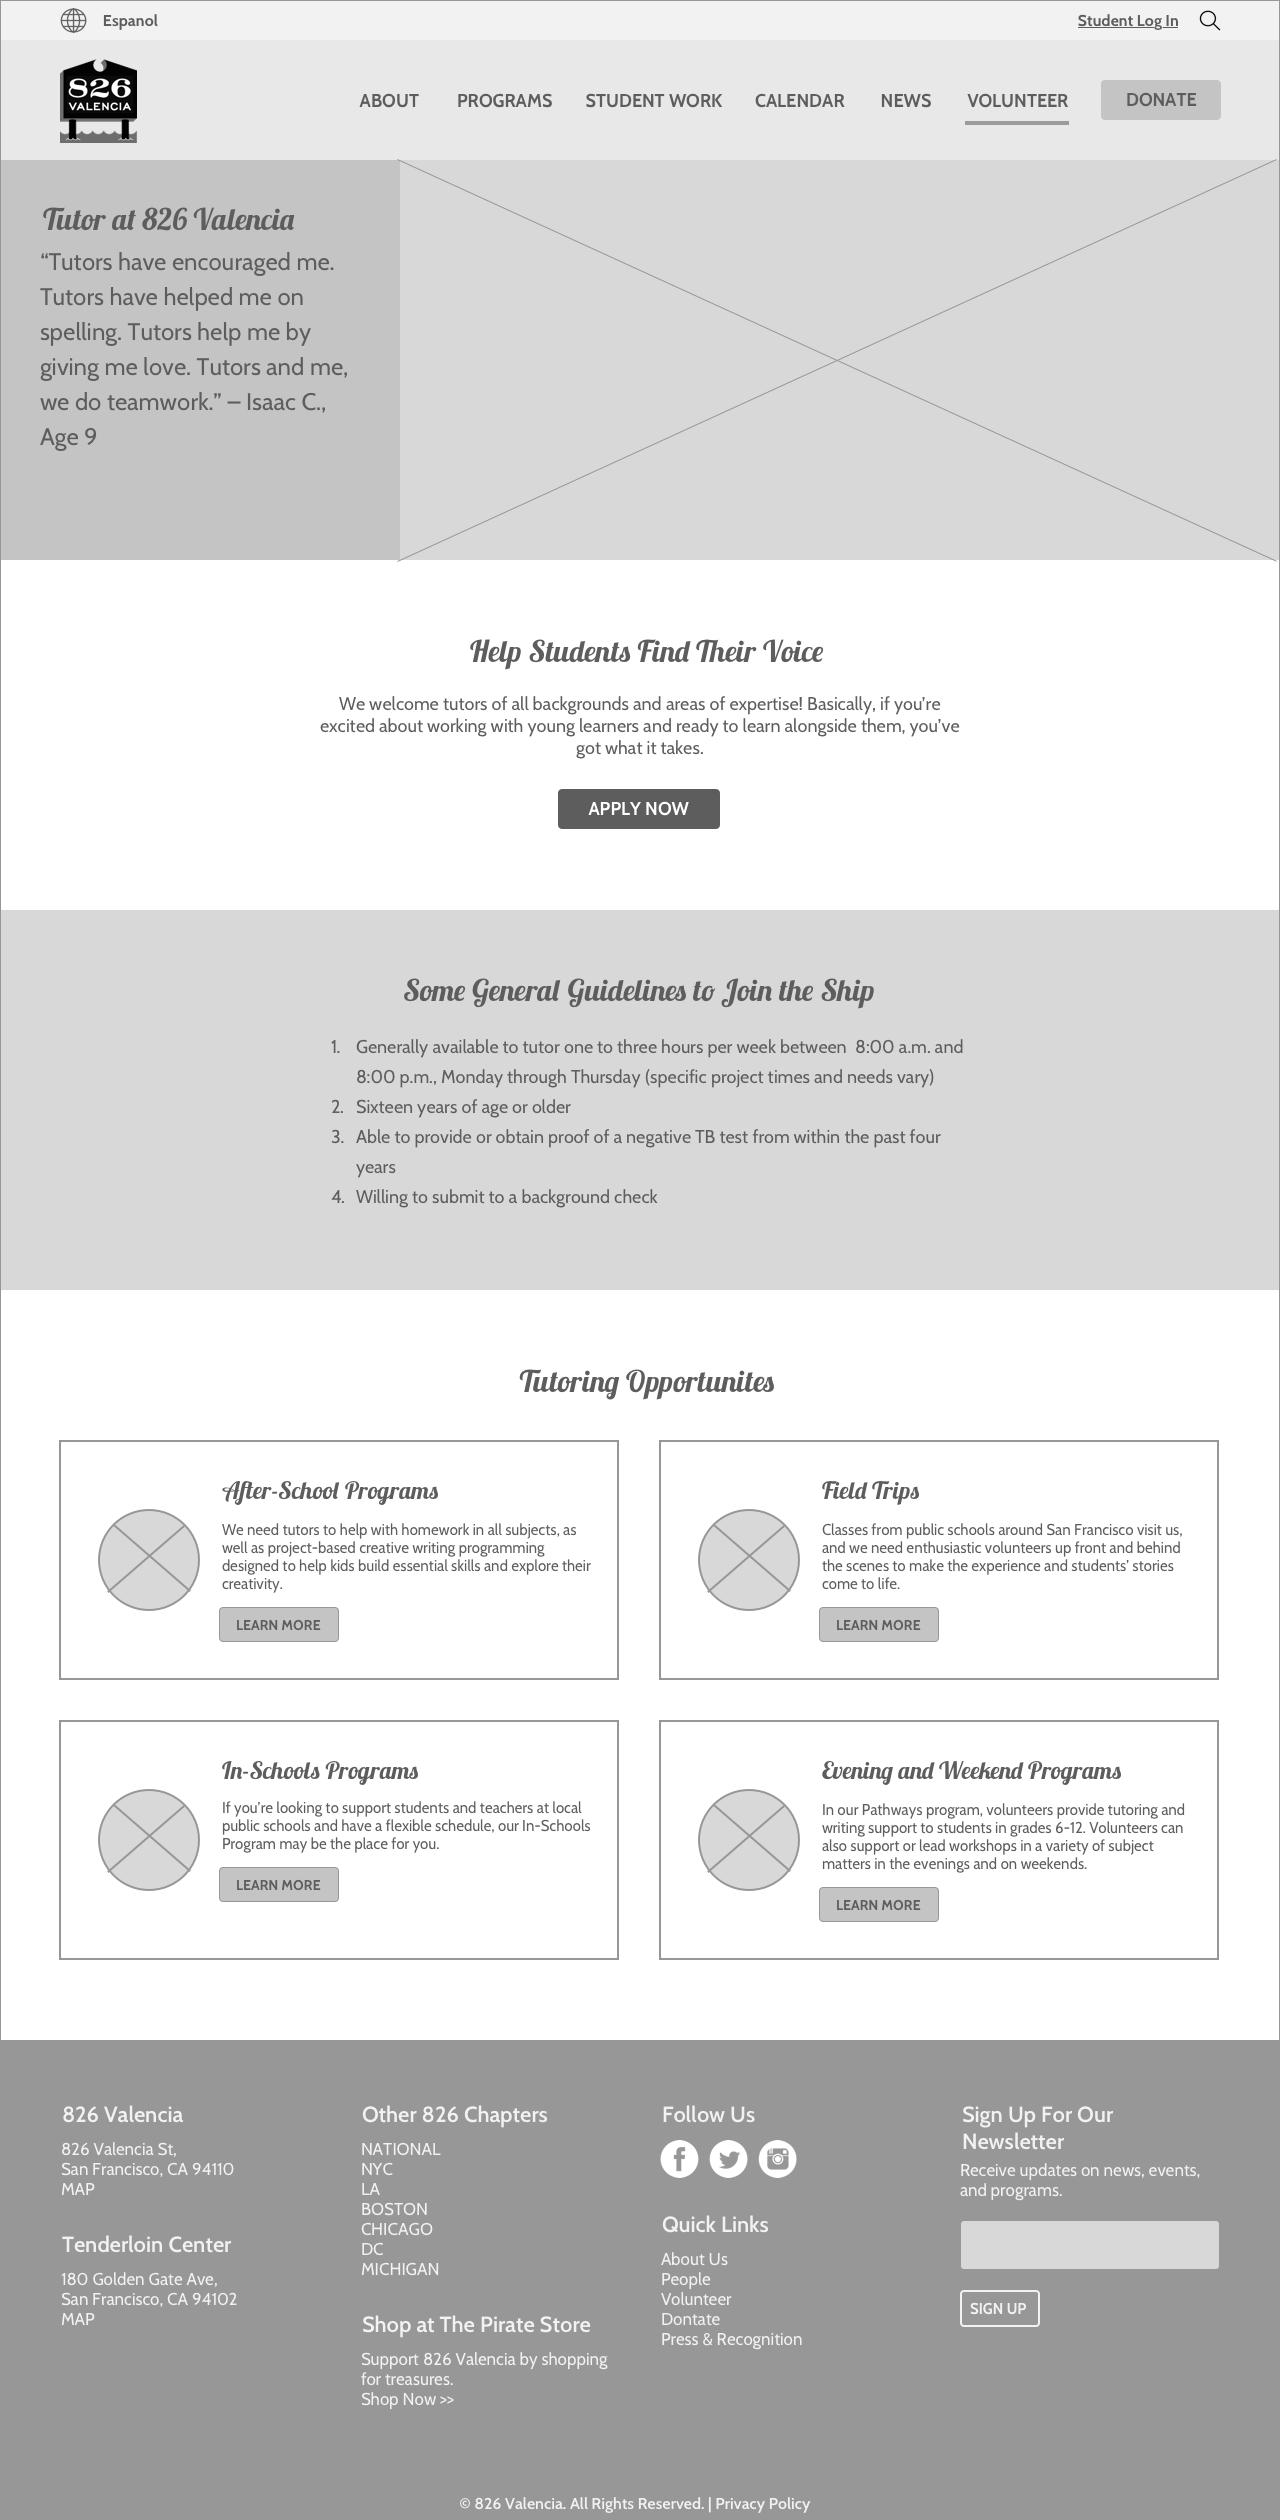 Espanol
Student Log In
826
VALENCIA
ABOUT
PROGRAMS
STUDENT WORK
CALENDAR
NEWS
VOLUNTEER
DONATE
Tutor at 826 Valencia
“Tutors have encouraged me.
Tutors have helped me on
spelling. Tutors help me by
giving me love. Tutors and me,
we do teamwork.” – Isaac C.,
Age 9
Help Students Find Their Voice
We welcome tutors of all backgrounds and areas of expertise! Basically, if you’re
excited about working with young learners and ready to learn alongside them, you’ve
got what it takes.
APPLY NOW
Some General Guidelines to Join the Ship
1. Generally available to tutor one to three hours per week between  8:00 a.m. and
8:00 p.m., Monday through Thursday (specific project times and needs vary)
2. Sixteen years of age or older
3. Able to provide or obtain proof of a negative TB test from within the past four
years
4. Willing to submit to a background check
Tutoring Opportunites
After-School Programs
We need tutors to help with homework in all subjects, as
well as project-based creative writing programming
designed to help kids build essential skills and explore their
creativity.
LEARN MORE
Field Trips
Classes from public schools around San Francisco visit us,
and we need enthusiastic volunteers up front and behind
the scenes to make the experience and students’ stories
come to life.
LEARN MORE
In-Schools Programs
If you’re looking to support students and teachers at local
public schools and have a flexible schedule, our In-Schools
Program may be the place for you.
LEARN MORE
Evening and Weekend Programs
In our Pathways program, volunteers provide tutoring and
writing support to students in grades 6-12. Volunteers can
also support or lead workshops in a variety of subject
matters in the evenings and on weekends.
LEARN MORE
826 Valencia
826 Valencia St,
San Francisco, CA 94110
MAP
Tenderloin Center
180 Golden Gate Ave,
San Francisco, CA 94102
MAP
Other 826 Chapters
NATIONAL
NYC
LA
BOSTON
CHICAGO
DC
MICHIGAN
Shop at The Pirate Store
Support 826 Valencia by shopping
for treasures.
Shop Now >>
Follow Us
Quick Links
About Us
People
Volunteer
Dontate
Press & Recognition
Sign Up For Our
Newsletter
Receive updates on news, events,
and programs.
SIGN UP
© 826 Valencia. All Rights Reserved. | Privacy Policy